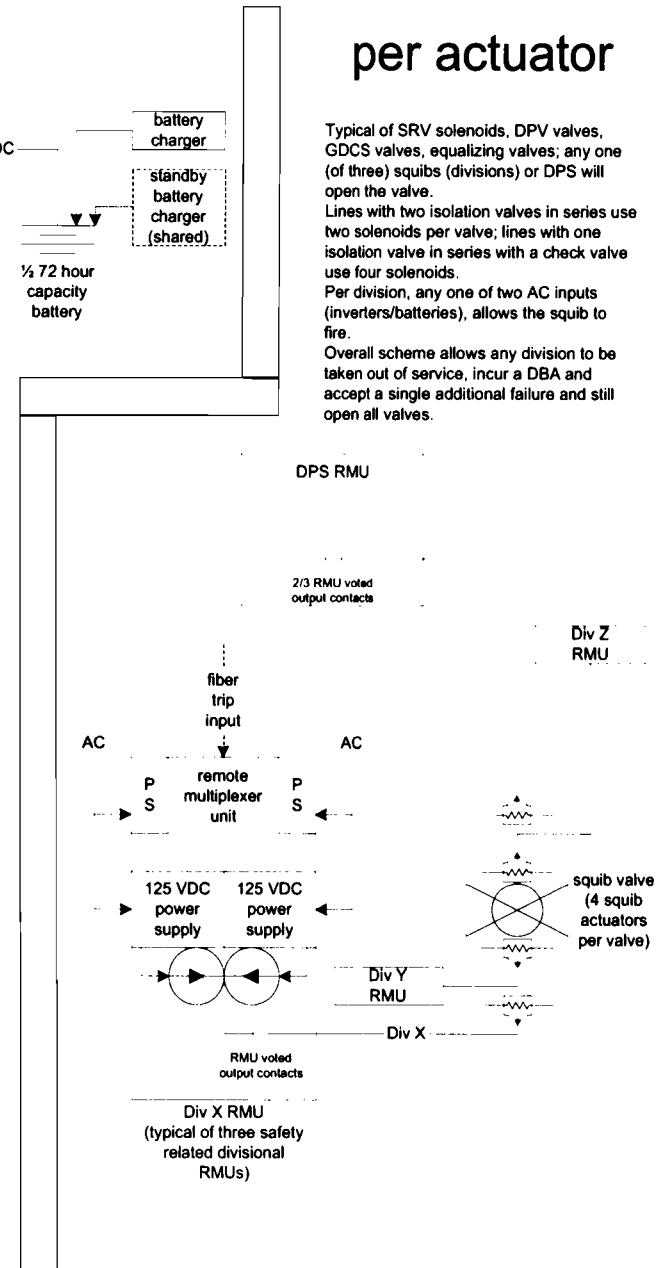 per actuator
Typical of SRV solenoids, DPV valves,
GDCS valves, equalizing valves; any one
(of three) squibs (divisions) or DPS will
open the valve.
Lines with two isolation valves in series use
two solenoids per valve; lines with one
isolation valve in series with a check valve
use four solenoids.
Per division, any one of two AC inputs
(inverters/batteries), allows the squib to
fire.
Overall scheme allows any division to be
taken out of service, incur a DBA and
accept a single additional failure and still
open all valves.
battery
charger
standby
battery
charger
(shared)
½ 72 hour
capacity
battery
DPS RMU
2/3 RMU voted
output contacts
Div Z
RMU
fiber
trip
input
AC
AC
P
S
remote
multiplexer
unit
P
S
125 VDC
power
supply
125 VDC
power
supply
squib valve
(4 squib
actuators
per valve)
Div Y
RMU
Div X
RMU voted
output contacts
Div X RMU
(typical of three safety
related divisional
RMUs)